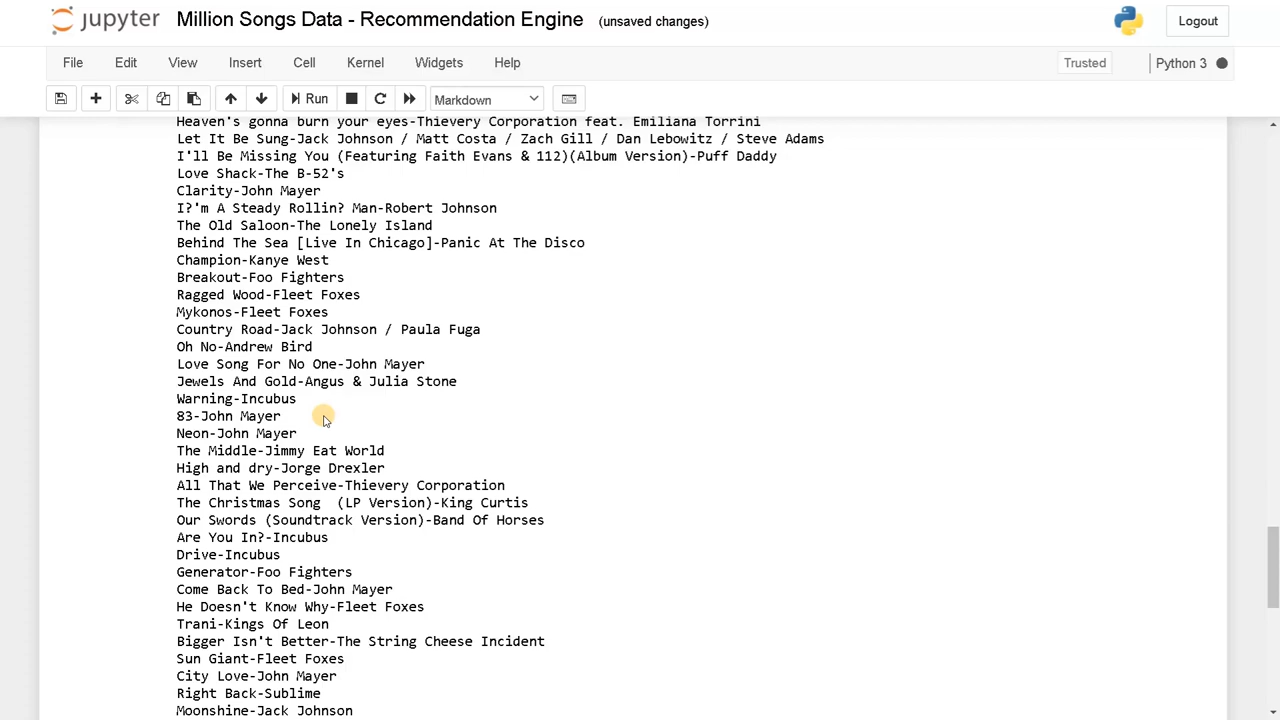 jupyter Million Songs Data - Recommendation Engine (unsaved changes) Logout
File Edit View Insert Cell Kernel Widgets Help Trusted Python 3
Run Markdown
Heaven's gonna burn your eyes-Thievery Corporation feat. Emiliana Torrini
Let It Be Sung-Jack Johnson / Matt Costa / Zach Gill / Dan Lebowitz / Steve Adams
I'll Be Missing You (Featuring Faith Evans & 112)(Album Version)-Puff Daddy
Love Shack-The B-52's
Clarity-John Mayer
I?'m A Steady Rollin? Man-Robert Johnson
The Old Saloon-The Lonely Island
Behind The Sea [Live In Chicago]-Panic At The Disco
Champion-Kanye West
Breakout-Foo Fighters
Ragged Wood-Fleet Foxes
Mykonos-Fleet Foxes
Country Road-Jack Johnson / Paula Fuga
Oh No-Andrew Bird
Love Song For No One-John Mayer
Jewels And Gold-Angus & Julia Stone
Warning-Incubus
83-John Mayer
Neon-John Mayer
The Middle-Jimmy Eat World
High and dry-Jorge Drexler
All That We Perceive-Thievery Corporation
The Christmas Song  (LP Version)-King Curtis
Our Swords (Soundtrack Version)-Band Of Horses
Are You In?-Incubus
Drive-Incubus
Generator-Foo Fighters
Come Back To Bed-John Mayer
He Doesn't Know Why-Fleet Foxes
Trani-Kings Of Leon
Bigger Isn't Better-The String Cheese Incident
Sun Giant-Fleet Foxes
City Love-John Mayer
Right Back-Sublime
Moonshine-Jack Johnson